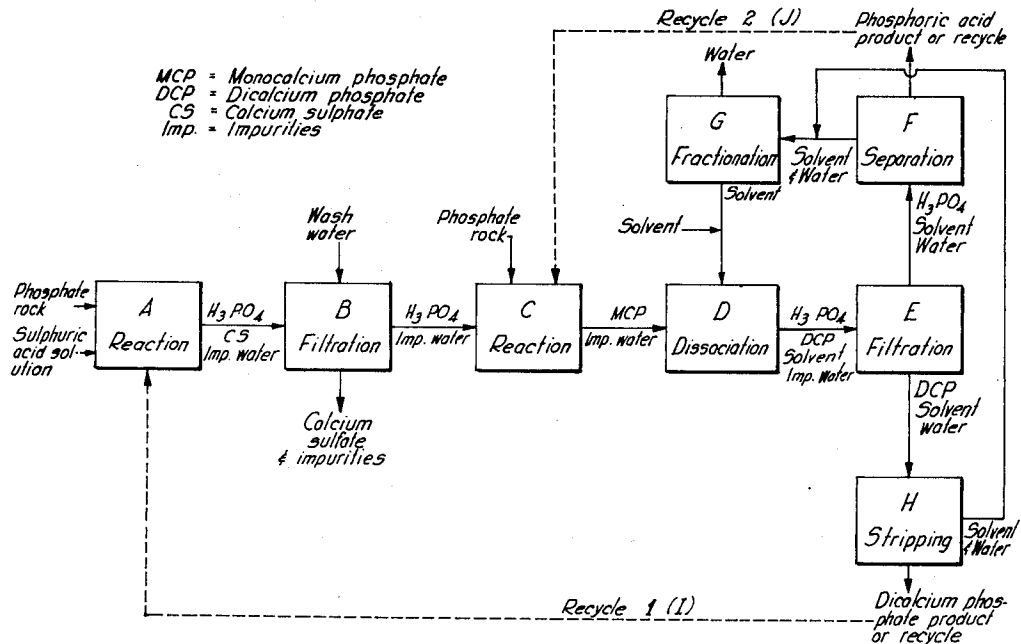 Recycle 2 (J)
Phosphoric acid
product or recycle
Water
MCP = Monocalcium phosphate
DCP = Dicalcium phosphate
CS = Calcium sulphate
Imp. = Impurities
G
Fractionation
Solvent
& Water
F
Separation
Solvent
H3PO4
Solvent
Water
Wash
water
Phosphate
rock
Solvent
Phosphate
rock
Sulphuric
acid sol-
ution
A
Reaction
H3PO4
CS
Imp. water
B
Filtration
H3PO4
Imp. water
C
Reaction
MCP
Imp. water
D
Dissociation
H3PO4
DCP
Solvent
Imp. Water
E
Filtration
DCP
Solvent
water
Calcium
sulfate
& impurities
H
Stripping
Solvent
& Water
Recycle 1 (I)
Dicalcium phos-
phate product
or recycle